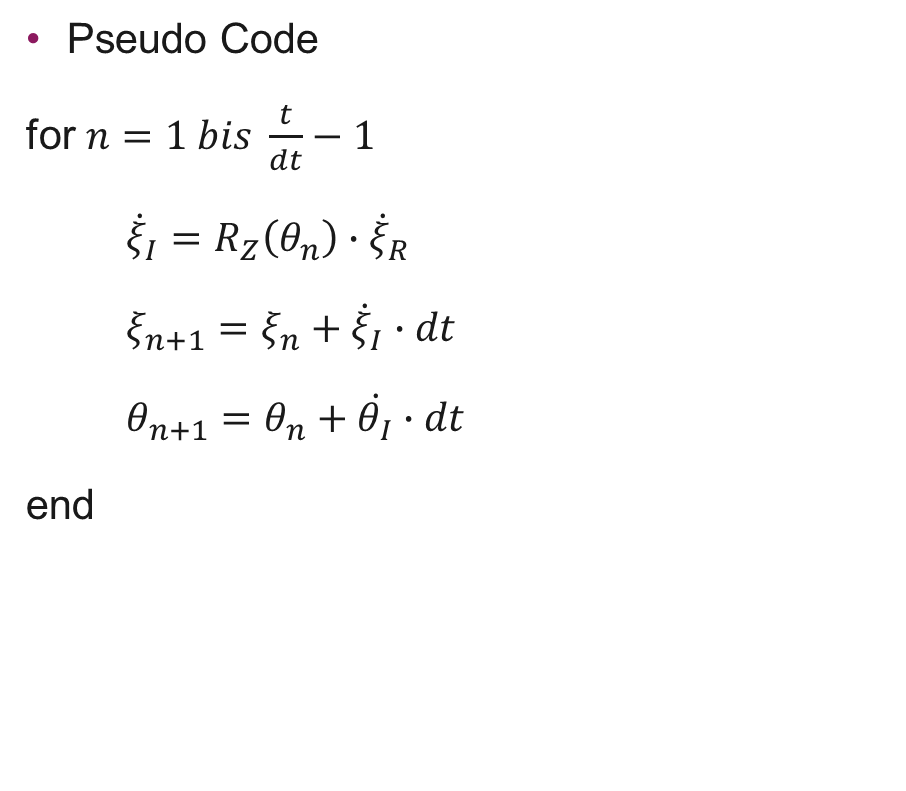 • Pseudo Code
for n = 1 bis t/dt − 1
ξ̇_I = R_Z(θ_n) · ξ̇_R
ξ_{n+1} = ξ_n + ξ̇_I · dt
θ_{n+1} = θ_n + θ̇_I · dt
end